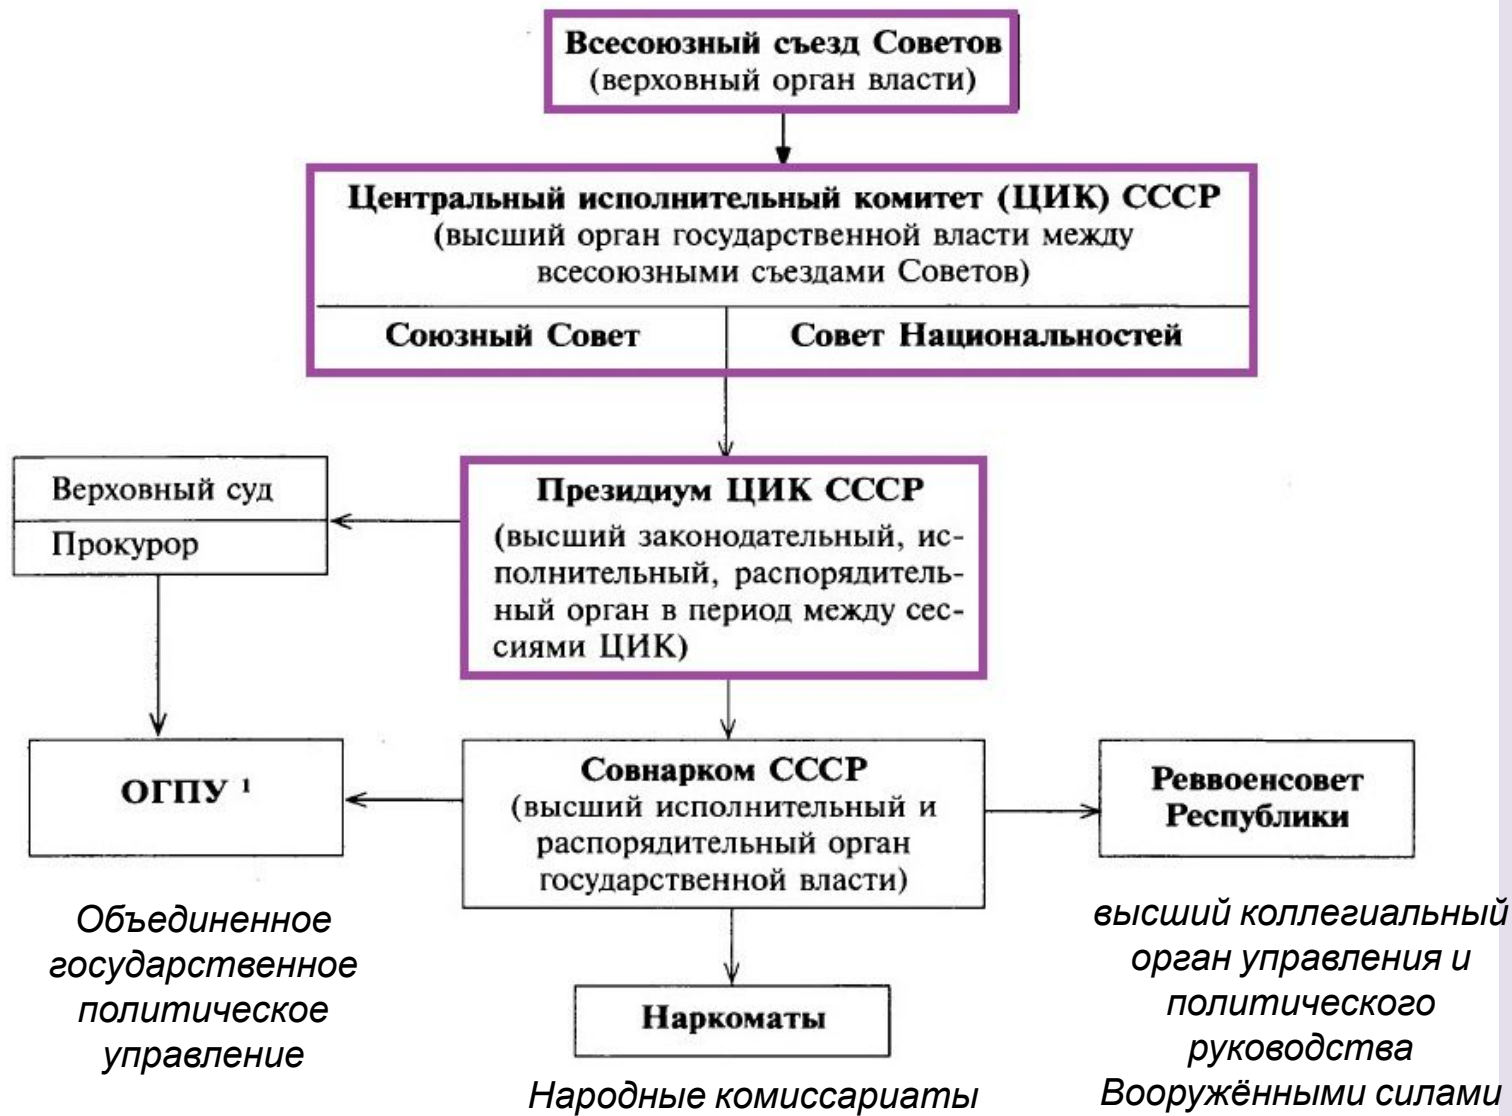 Всесоюзный съезд Советов
(верховный орган власти)
Центральный исполнительный комитет (ЦИК) СССР
(высший орган государственной власти между
всесоюзными съездами Советов)
Союзный Совет
Совет Национальностей
Верховный суд
Прокурор
Президиум ЦИК СССР
(высший законодательный, ис-
полнительный, распорядитель-
ный орган в период между сес-
сиями ЦИК)
ОГПУ ¹
Совнарком СССР
(высший исполнительный и
распорядительный орган
государственной власти)
Реввоенсовет
Республики
Объединенное
государственное
политическое
управление
Наркоматы
Народные комиссариаты
высший коллегиальный
орган управления и
политического
руководства
Вооружёнными силами